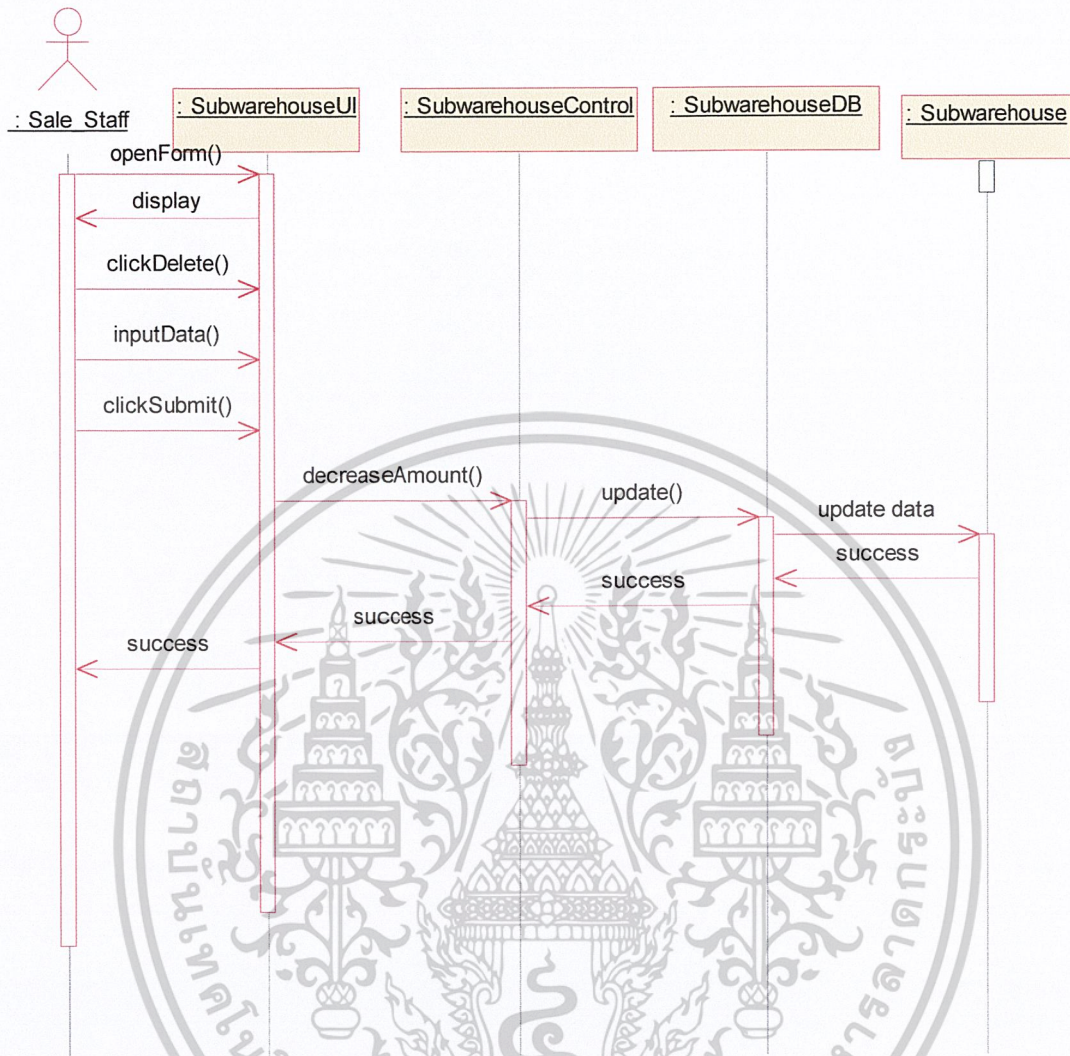 : Sale_Staff
: SubwarehouseUI
: SubwarehouseControl
: SubwarehouseDB
: Subwarehouse
openForm()
display
clickDelete()
inputData()
clickSubmit()
decreaseAmount()
update()
update data
success
success
success
success